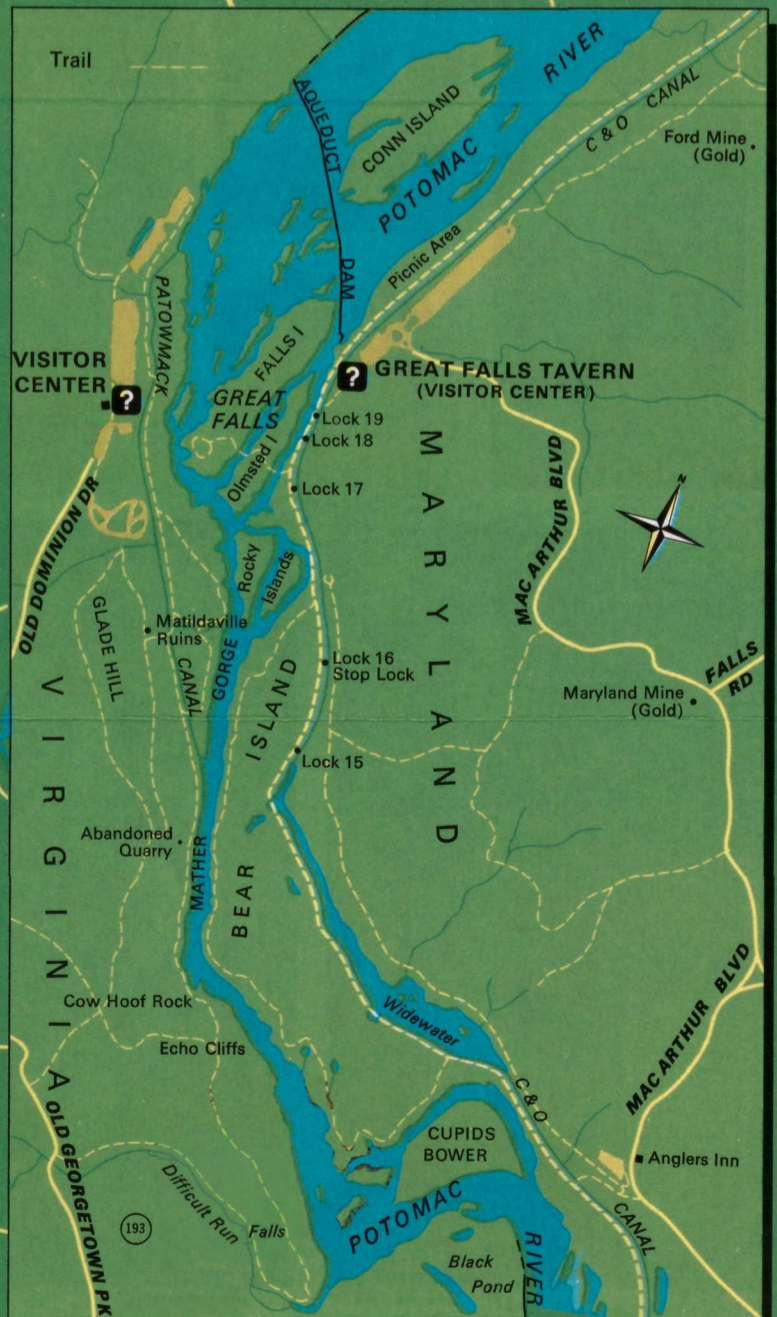 Trail
AQUEDUCT
DAM
CONN ISLAND
POTOMAC
RIVER
C & O CANAL
Ford Mine
(Gold)
Picnic Area
PATOWMACK
CANAL
VISITOR
CENTER
?
FALLS I
GREAT
FALLS
Olmsted I
?
GREAT FALLS TAVERN
(VISITOR CENTER)
Lock 19
Lock 18
Lock 17
MARYLAND
MAC ARTHUR BLVD
N
OLD DOMINION DR
Rocky
Islands
GLADE HILL
Matildaville
Ruins
MATHER
GORGE
BEAR
ISLAND
Lock 16
Stop Lock
FALLS
RD
Maryland Mine
(Gold)
VIRGINIA
Lock 15
Abandoned
Quarry
Cow Hoof Rock
Widewater
Echo Cliffs
MAC ARTHUR BLVD
C & O
CANAL
CUPIDS
BOWER
Anglers Inn
OLD GEORGETOWN PK
Difficult Run
Falls
193
POTOMAC
RIVER
Black
Pond